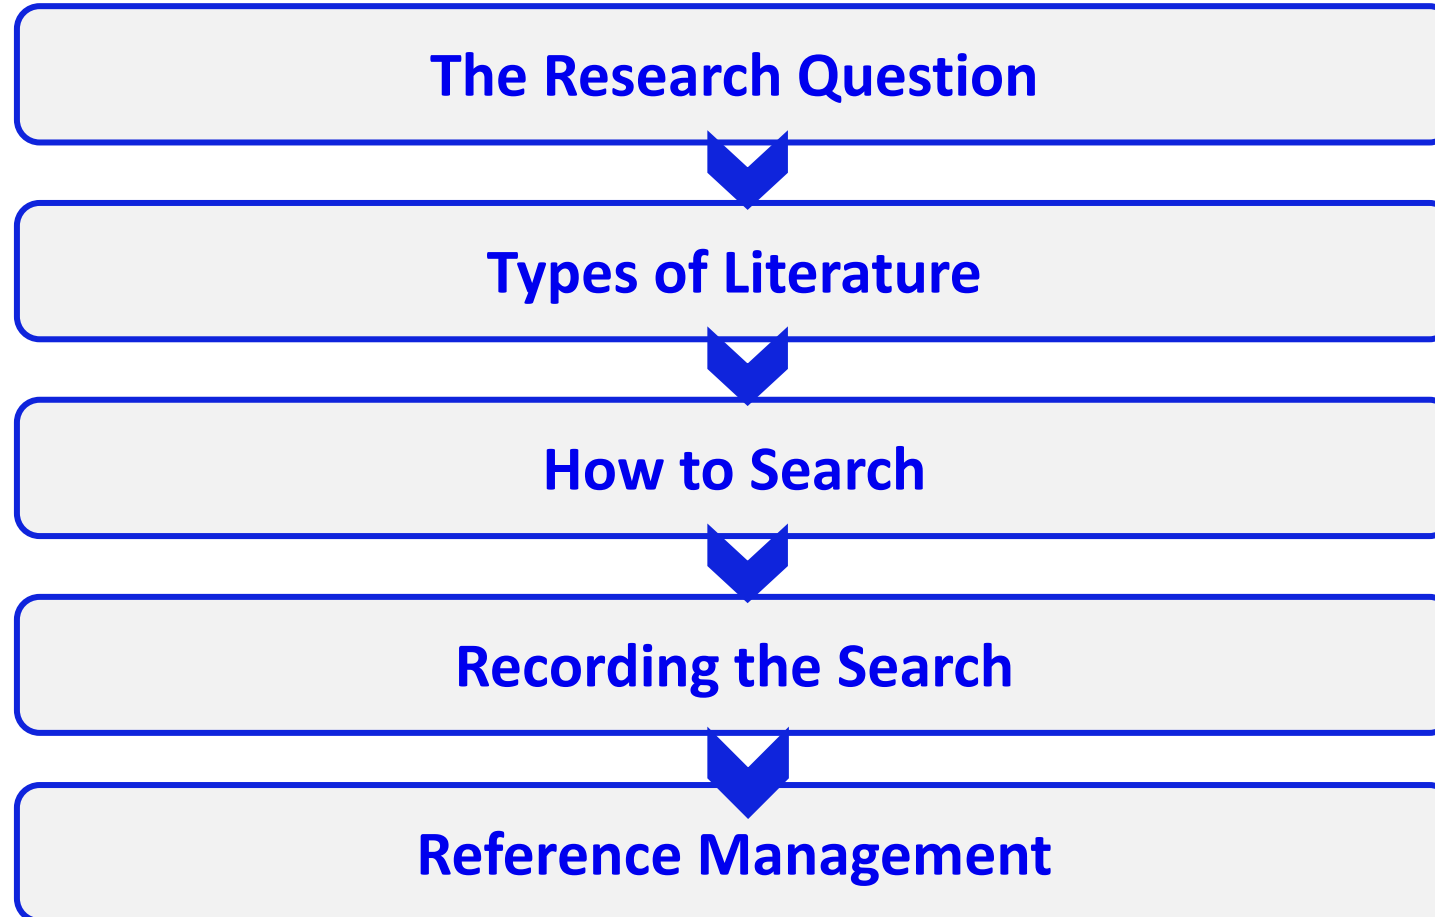 The Research Question
Types of Literature
How to Search
Recording the Search
Reference Management